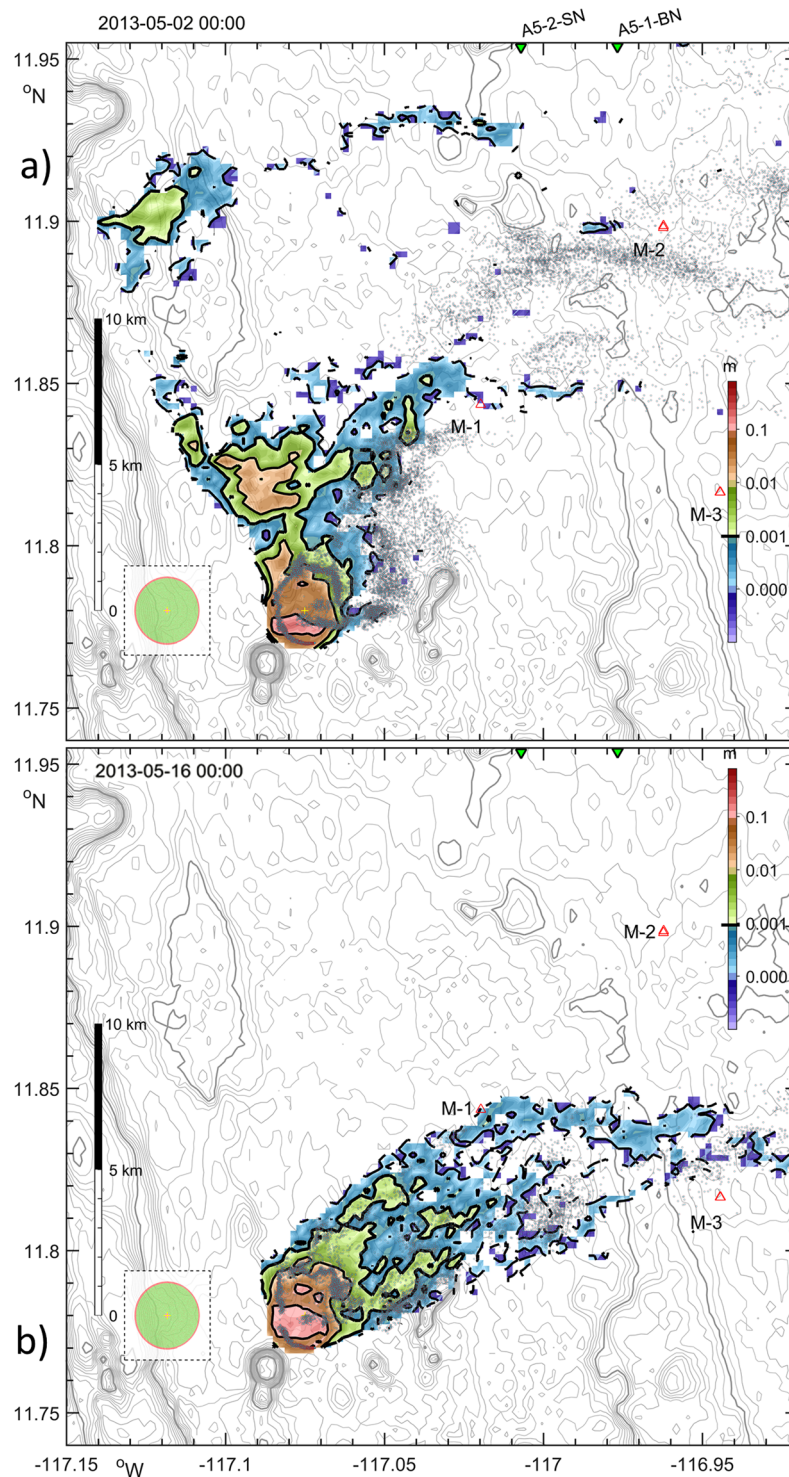 A5-2-SN A5-1-BN
2013-05-02 00:00
11.95
oN
a)
11.9
M-2
10 km
11.85
m
M-1
0.1
5 km
0.01
M-3
11.8
0.001
0.000
0
11.75
m
2013-05-16 00:00
11.95
oN
0.1
0.01
11.9
M-2
0.001
0.000
10 km
11.85
M-1
5 km
M-3
11.8
0
b)
11.75
-117.15 oW -117.1 -117.05 -117 -116.95